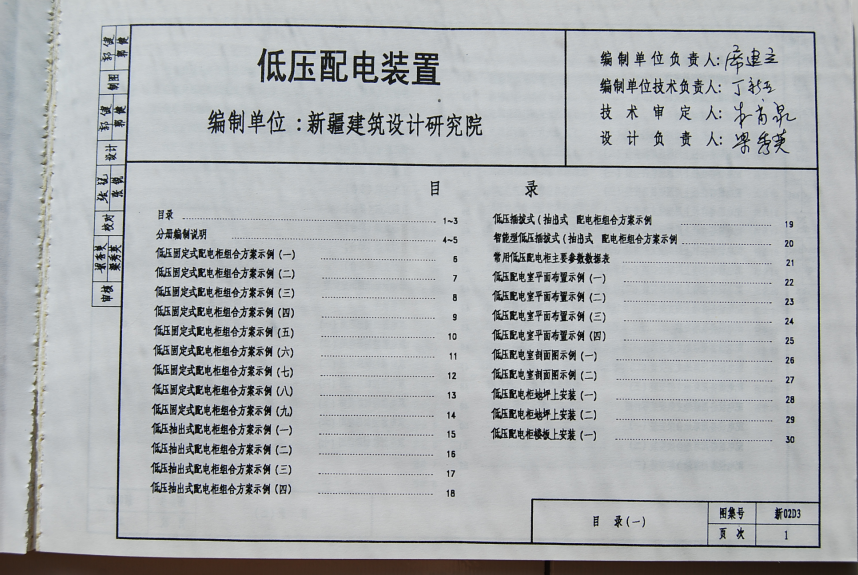 低压配电装置
编制单位：新疆建筑设计研究院
编制单位负责人:
编制单位技术负责人: 丁新立
技术审定人:
设计负责人: 梁秀英
目 录
目录 1~3
分册编制说明 4~5
低压固定式配电柜组合方案示例(一) 6
低压固定式配电柜组合方案示例(二) 7
低压固定式配电柜组合方案示例(三) 8
低压固定式配电柜组合方案示例(四) 9
低压固定式配电柜组合方案示例(五) 10
低压固定式配电柜组合方案示例(六) 11
低压固定式配电柜组合方案示例(七) 12
低压固定式配电柜组合方案示例(八) 13
低压固定式配电柜组合方案示例(九) 14
低压抽出式配电柜组合方案示例(一) 15
低压抽出式配电柜组合方案示例(二) 16
低压抽出式配电柜组合方案示例(三) 17
低压抽出式配电柜组合方案示例(四) 18
低压插拔式(抽出式 配电柜组合方案示例 19
智能型低压插拔式(抽出式 配电柜组合方案示例 20
常用低压配电柜主要参数数据表 21
低压配电室平面布置示例(一) 22
低压配电室平面布置示例(二) 23
低压配电室平面布置示例(三) 24
低压配电室平面布置示例(四) 25
低压配电室剖面图示例(一) 26
低压配电室剖面图示例(二) 27
低压配电柜地坪上安装(一) 28
低压配电柜地坪上安装(二) 29
低压配电柜楼板上安装(一) 30
制图
设计
校对
审核 梁秀英
目 录(一)
图集号 新02D3
页 次 1